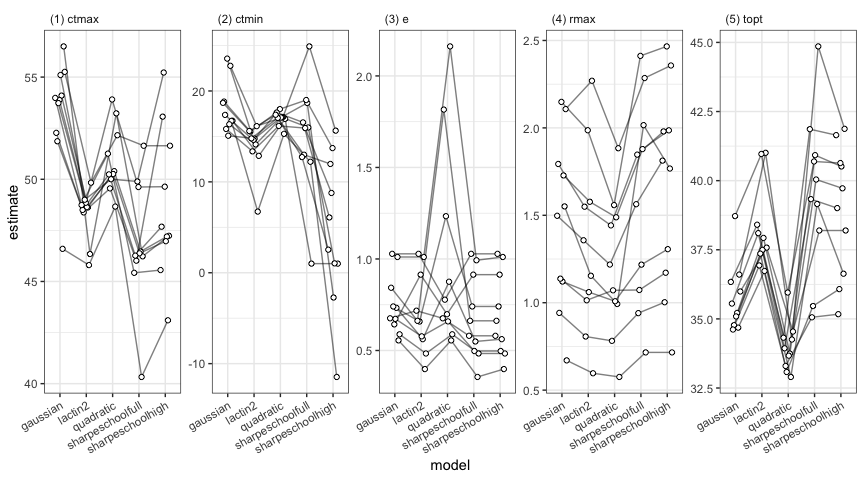 (1) ctmax
(2) ctmin
(3) e
(4) rmax
(5) topt
estimate
55
50
45
40
20
10
0
-10
2.0
1.5
1.0
0.5
2.5
2.0
1.5
1.0
0.5
45.0
42.5
40.0
37.5
35.0
32.5
gaussian
lactin2
quadratic
sharpeschoolfull
sharpeschoolhigh
gaussian
lactin2
quadratic
sharpeschoolfull
sharpeschoolhigh
gaussian
lactin2
quadratic
sharpeschoolfull
sharpeschoolhigh
gaussian
lactin2
quadratic
sharpeschoolfull
sharpeschoolhigh
gaussian
lactin2
quadratic
sharpeschoolfull
sharpeschoolhigh
model